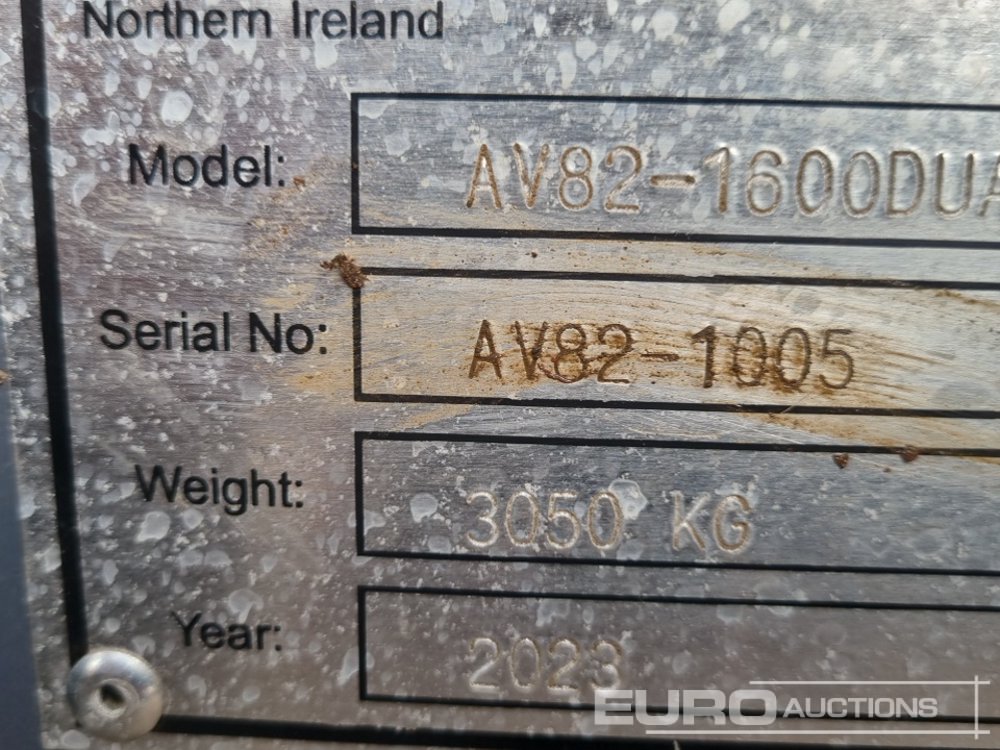 Northern Ireland
Model: AV82-1600DUA
Serial No: AV82-1005
Weight: 3050 KG
Year: 2023
EURO AUCTIONS